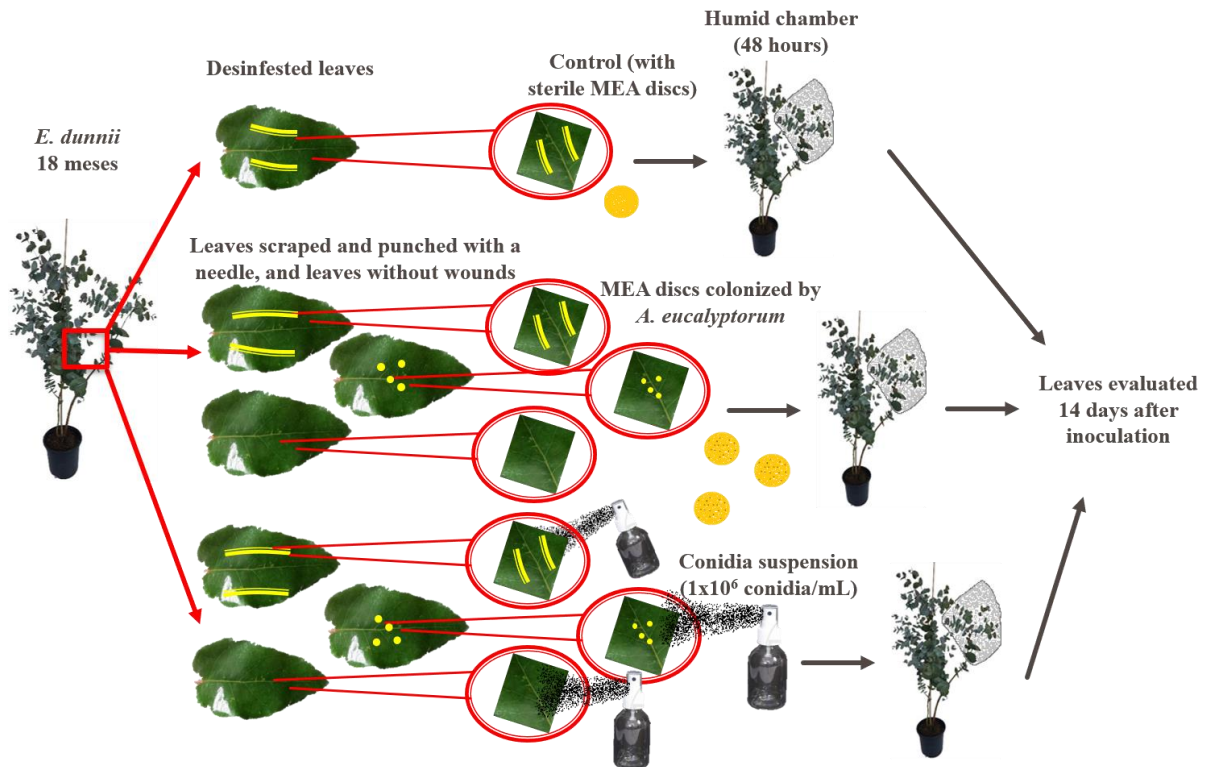 Humid chamber
(48 hours)
Desinfested leaves
Control (with
sterile MEA discs)
E. dunnii
18 meses
Leaves scraped and punched with a
needle, and leaves without wounds
MEA discs colonized by
A. eucalyptorum
Leaves evaluated
14 days after
inoculation
Conidia suspension
(1x10⁶ conidia/mL)